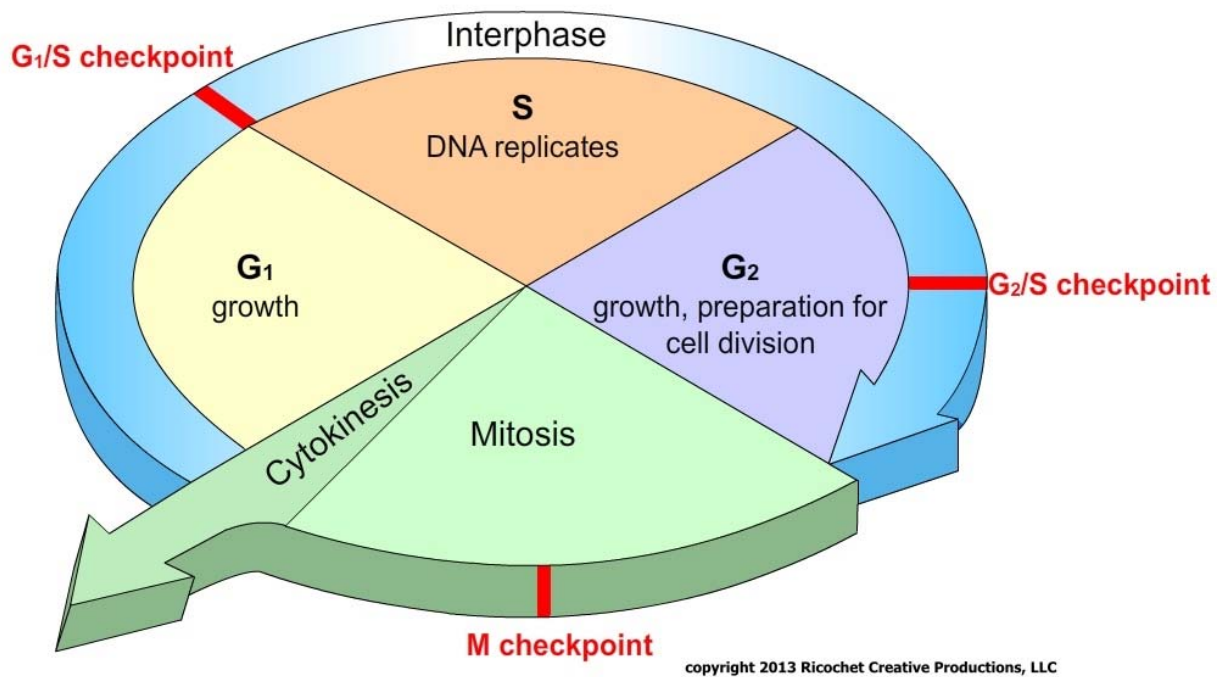 Interphase
G₁/S checkpoint
S
DNA replicates
G₁
growth
G₂
growth, preparation for
cell division
G₂/S checkpoint
Cytokinesis
Mitosis
M checkpoint
copyright 2013 Ricochet Creative Productions, LLC